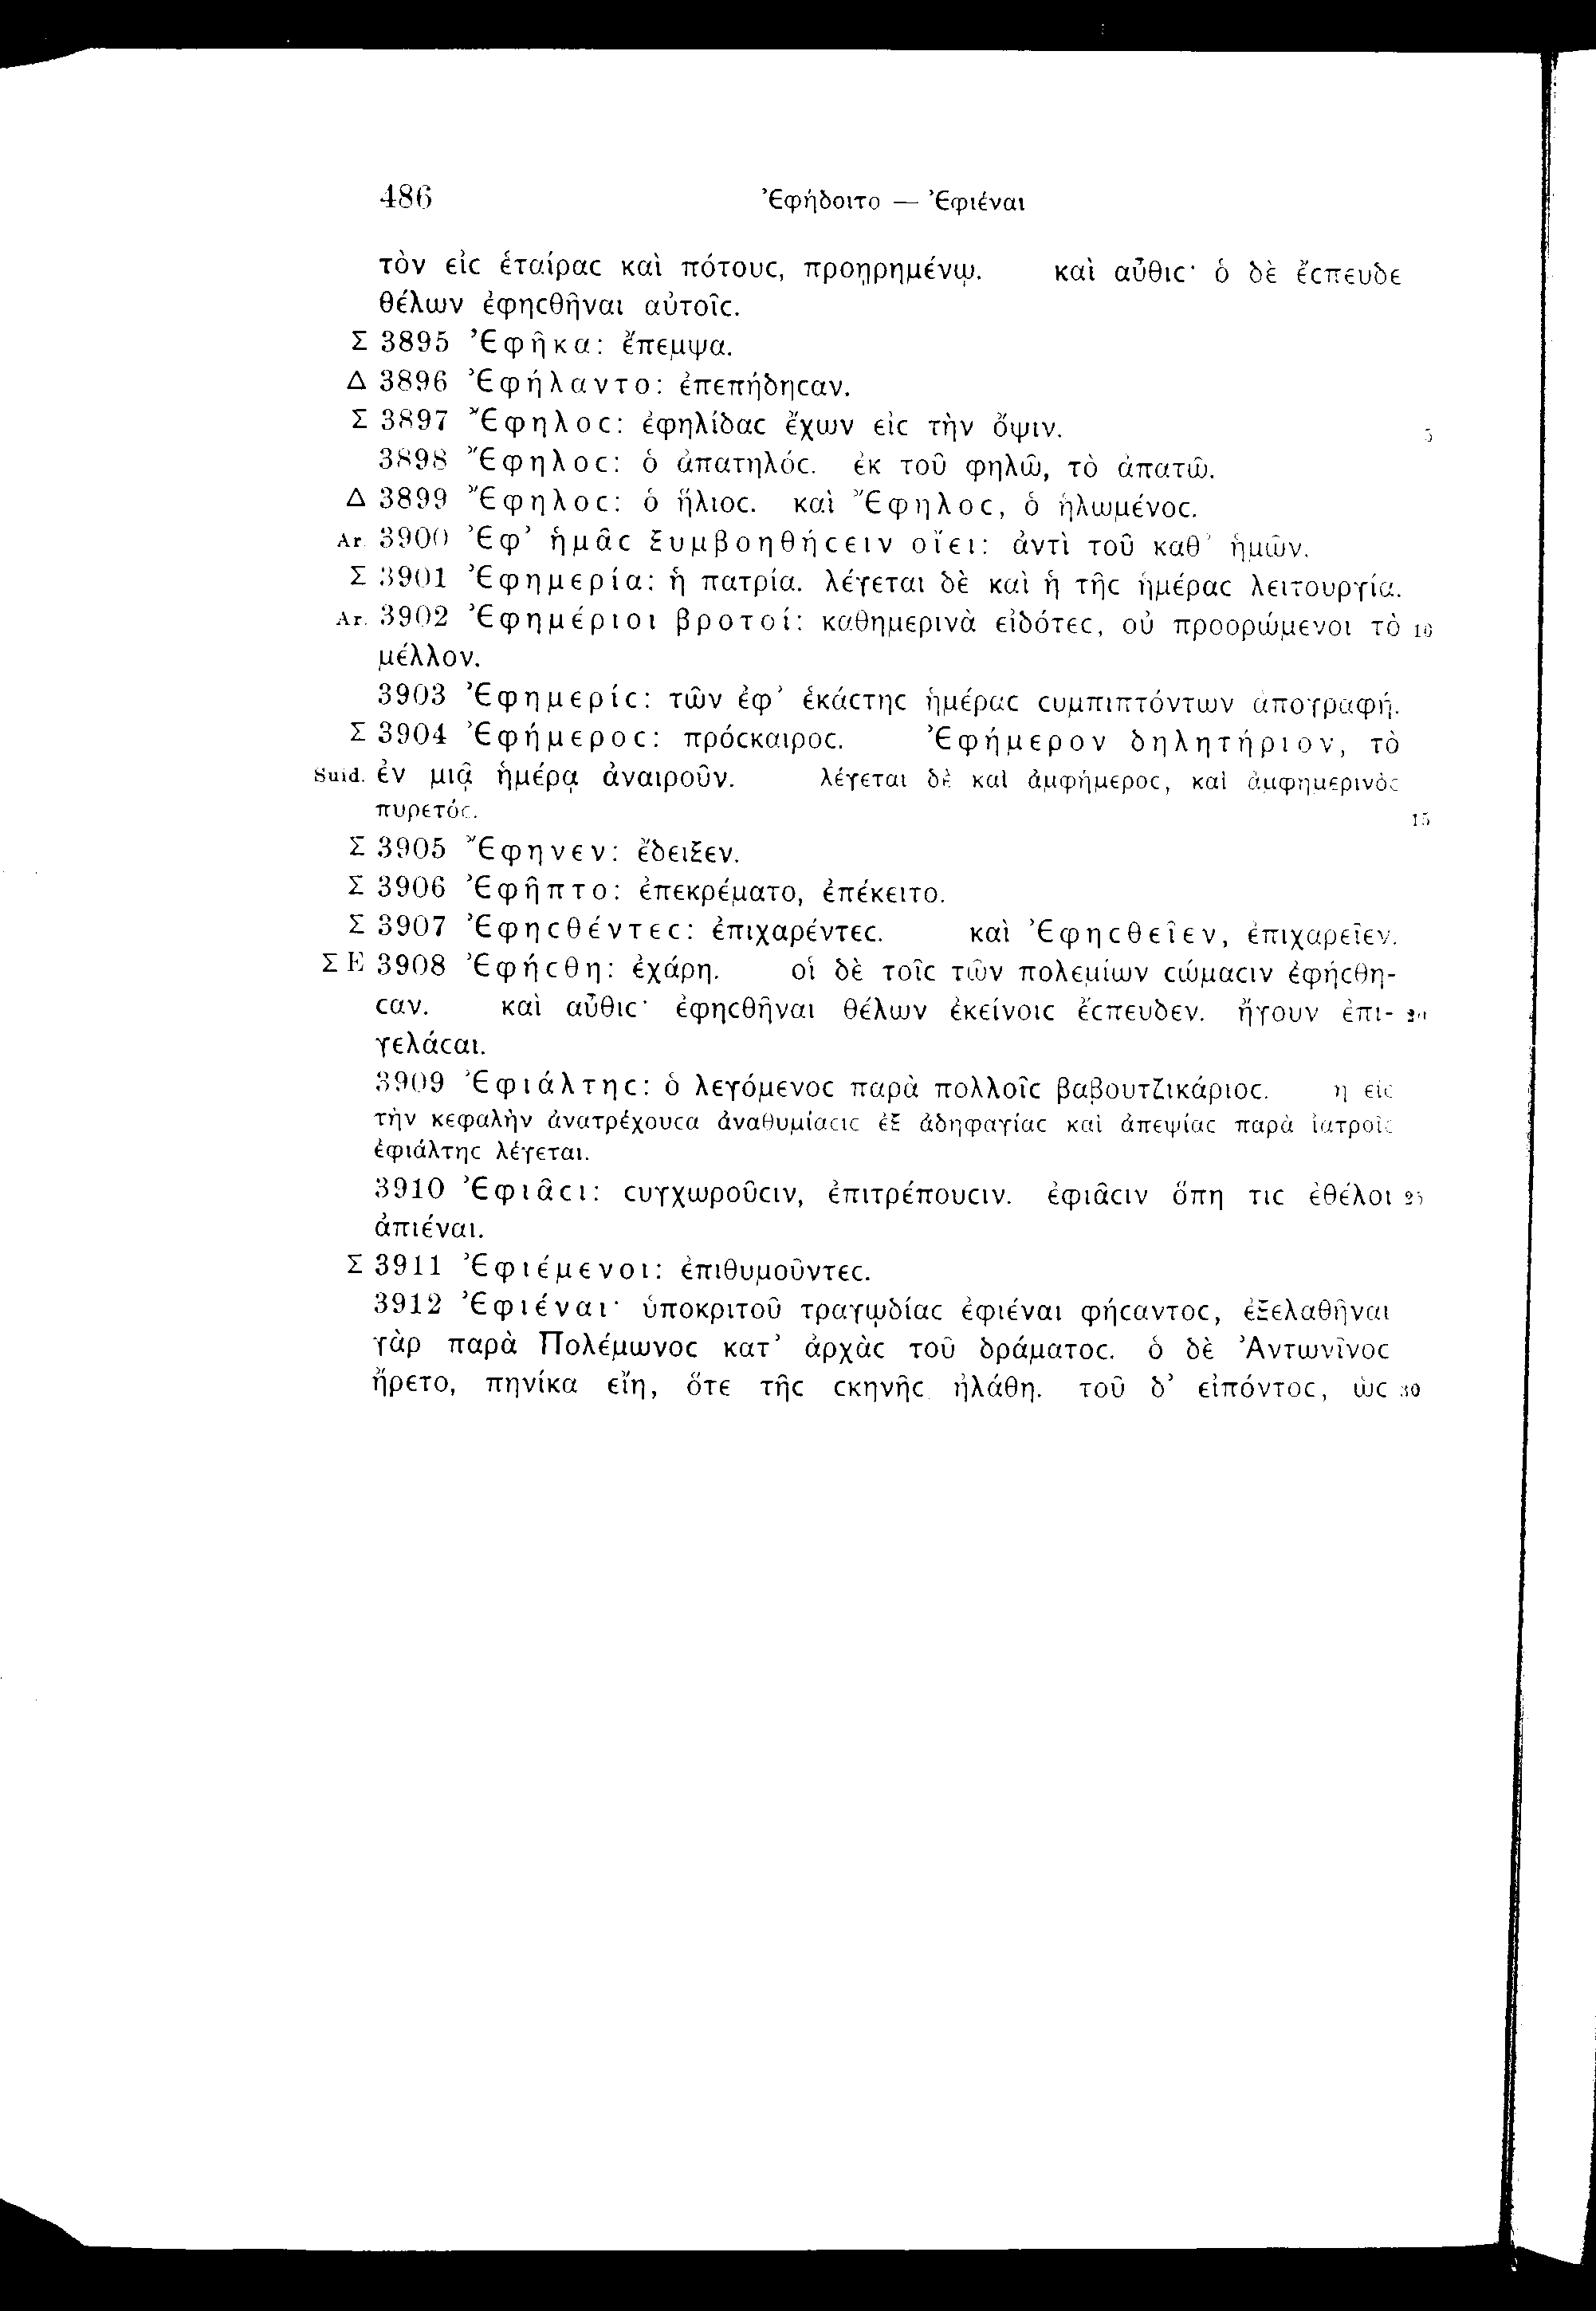 486 Ἐφήδοιτο — Ἐφιέναι
τὸν εἰϲ ἑταίραϲ καὶ πότουϲ, προῃρημένῳ. καὶ αὖθιϲ· ὁ δὲ ἔϲπευδε
θέλων ἐφηϲθῆναι αὐτοῖϲ.
Σ 3895 Ἐφῆκα: ἔπεμψα.
Δ 3896 Ἐφήλαντο: ἐπεπήδηϲαν.
Σ 3897 Ἔφηλοϲ: ἐφηλίδαϲ ἔχων εἰϲ τὴν ὄψιν. 5
3898 Ἔφηλοϲ: ὁ ἀπατηλόϲ. ἐκ τοῦ φηλῶ, τὸ ἀπατῶ.
Δ 3899 Ἔφηλοϲ: ὁ ἥλιοϲ. καὶ Ἔφηλοϲ, ὁ ἡλωμένοϲ.
Ar. 3900 Ἐφ’ ἡμᾶϲ ξυμβοηθήϲειν οἴει: ἀντὶ τοῦ καθ’ ἡμῶν.
Σ 3901 Ἐφημερία: ἡ πατρία. λέγεται δὲ καὶ ἡ τῆϲ ἡμέραϲ λειτουργία.
Ar. 3902 Ἐφημέριοι βροτοί: καθημερινὰ εἰδότεϲ, οὐ προορώμενοι τὸ 10
μέλλον.
3903 Ἐφημερίϲ: τῶν ἐφ’ ἑκάϲτηϲ ἡμέραϲ ϲυμπιπτόντων ἀπογραφή.
Σ 3904 Ἐφήμεροϲ: πρόϲκαιροϲ. Ἐφήμερον δηλητήριον, τὸ
Suid. ἐν μιᾷ ἡμέρᾳ ἀναιροῦν. λέγεται δὲ καὶ ἀμφήμεροϲ, καὶ ἀμφημερινὸϲ
πυρετόϲ. 15
Σ 3905 Ἔφηνεν: ἔδειξεν.
Σ 3906 Ἐφῆπτο: ἐπεκρέματο, ἐπέκειτο.
Σ 3907 Ἐφηϲθέντεϲ: ἐπιχαρέντεϲ. καὶ Ἐφηϲθεῖεν, ἐπιχαρεῖεν.
Σ E 3908 Ἐφήϲθη: ἐχάρη. οἱ δὲ τοῖϲ τῶν πολεμίων ϲώμαϲιν ἐφήϲθη-
ϲαν. καὶ αὖθιϲ· ἐφηϲθῆναι θέλων ἐκείνοιϲ ἔϲπευδεν. ἤγουν ἐπι- 20
γελάϲαι.
3909 Ἐφιάλτηϲ: ὁ λεγόμενοϲ παρὰ πολλοῖϲ βαβουτζικάριοϲ. ἡ εἰϲ
τὴν κεφαλὴν ἀνατρέχουϲα ἀναθυμίαϲιϲ ἐξ ἀδηφαγίαϲ καὶ ἀπεψίαϲ παρὰ ἰατροῖϲ
ἐφιάλτηϲ λέγεται.
3910 Ἐφιᾶϲι: ϲυγχωροῦϲιν, ἐπιτρέπουϲιν. ἐφιᾶϲιν ὅπη τιϲ ἐθέλοι 25
ἀπιέναι.
Σ 3911 Ἐφιέμενοι: ἐπιθυμοῦντεϲ.
3912 Ἐφιέναι· ὑποκριτοῦ τραγῳδίαϲ ἐφιέναι φήϲαντοϲ, ἐξελαθῆναι
γὰρ παρὰ Πολέμωνοϲ κατ’ ἀρχὰϲ τοῦ δράματοϲ. ὁ δὲ Ἀντωνῖνοϲ
ἤρετο, πηνίκα εἴη, ὅτε τῆϲ ϲκηνῆϲ ἠλάθη. τοῦ δ’ εἰπόντοϲ, ὡϲ 30